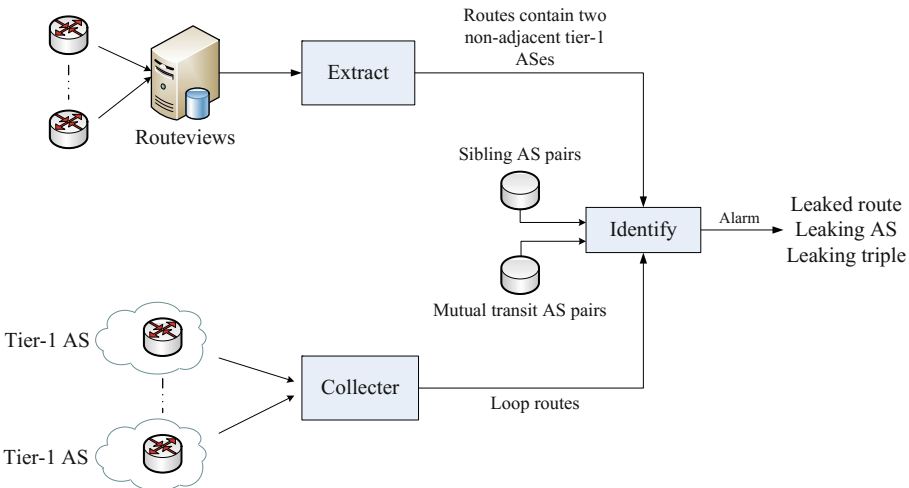 Routes contain two
non-adjacent tier-1
ASes
Extract
Routeviews
Sibling AS pairs
Identify
Alarm
Leaked route
Leaking AS
Leaking triple
Mutual transit AS pairs
Tier-1 AS
Collecter
Loop routes
Tier-1 AS